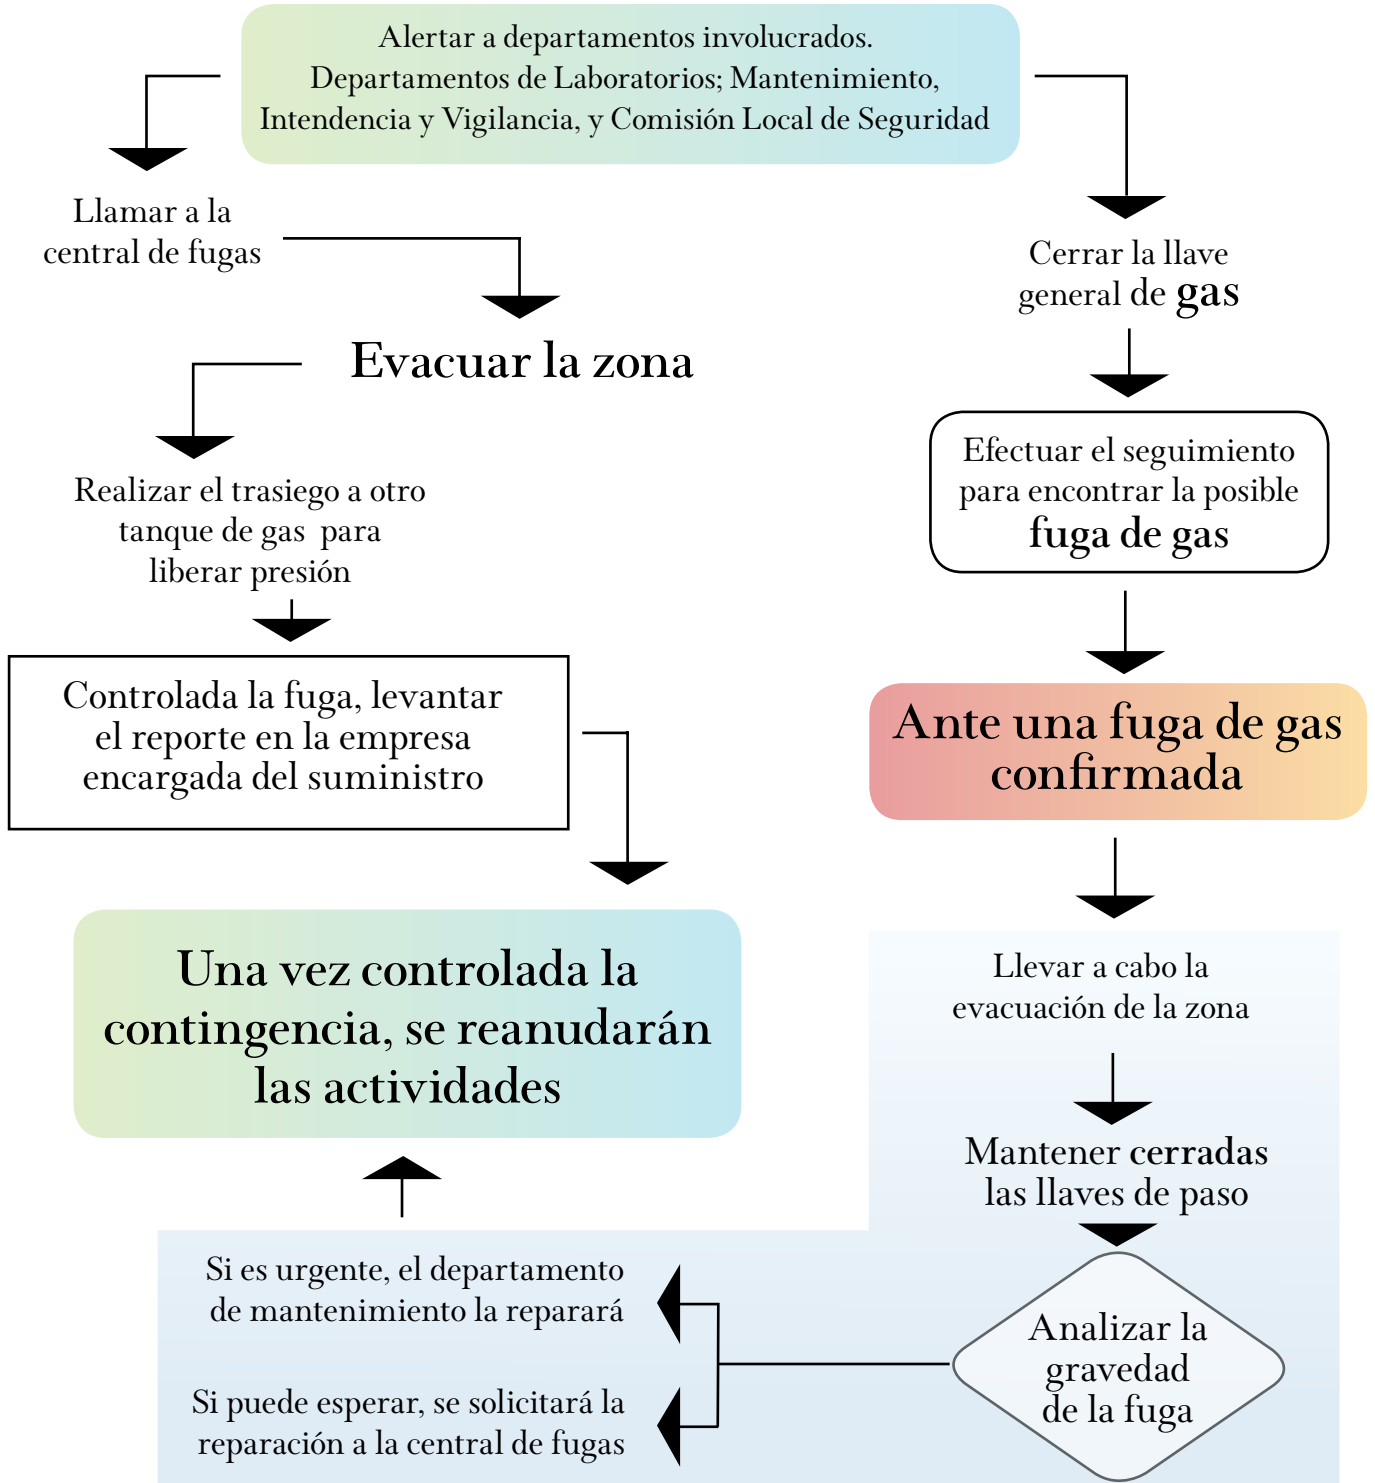 Alertar a departamentos involucrados.
Departamentos de Laboratorios; Mantenimiento,
Intendencia y Vigilancia, y Comisión Local de Seguridad
Llamar a la
central de fugas
Evacuar la zona
Realizar el trasiego a otro
tanque de gas para
liberar presión
Controlada la fuga, levantar
el reporte en la empresa
encargada del suministro
Cerrar la llave
general de gas
Efectuar el seguimiento
para encontrar la posible
fuga de gas
Ante una fuga de gas
confirmada
Llevar a cabo la
evacuación de la zona
Mantener cerradas
las llaves de paso
Analizar la
gravedad
de la fuga
Si es urgente, el departamento
de mantenimiento la reparará
Si puede esperar, se solicitará la
reparación a la central de fugas
Una vez controlada la
contingencia, se reanudarán
las actividades